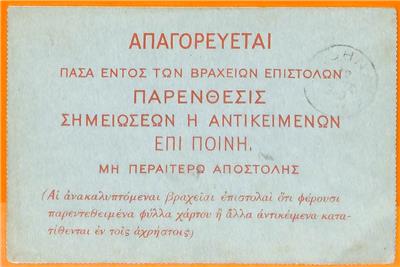 ΑΠΑΓΟΡΕΥΕΤΑΙ
ΠΑΣΑ ΕΝΤΟΣ ΤΩΝ ΒΡΑΧΕΙΩΝ ΕΠΙΣΤΟΛΩΝ
ΠΑΡΕΝΘΕΣΙΣ
ΣΗΜΕΙΩΣΕΩΝ Η ΑΝΤΙΚΕΙΜΕΝΩΝ
ΕΠΙ ΠΟΙΝΗ,
ΜΗ ΠΕΡΑΙΤΕΡΩ ΑΠΟΣΤΟΛΗΣ
(Αἱ ἀνακαλυπτόμεναι βραχεῖαι ἐπιστολαὶ ὅτι φέρουσι
παρεντεθειμένα φύλλα χάρτου ἢ ἄλλα ἀντικείμενα κατα-
τίθενται ἐν τοῖς ἀχρήστοις)